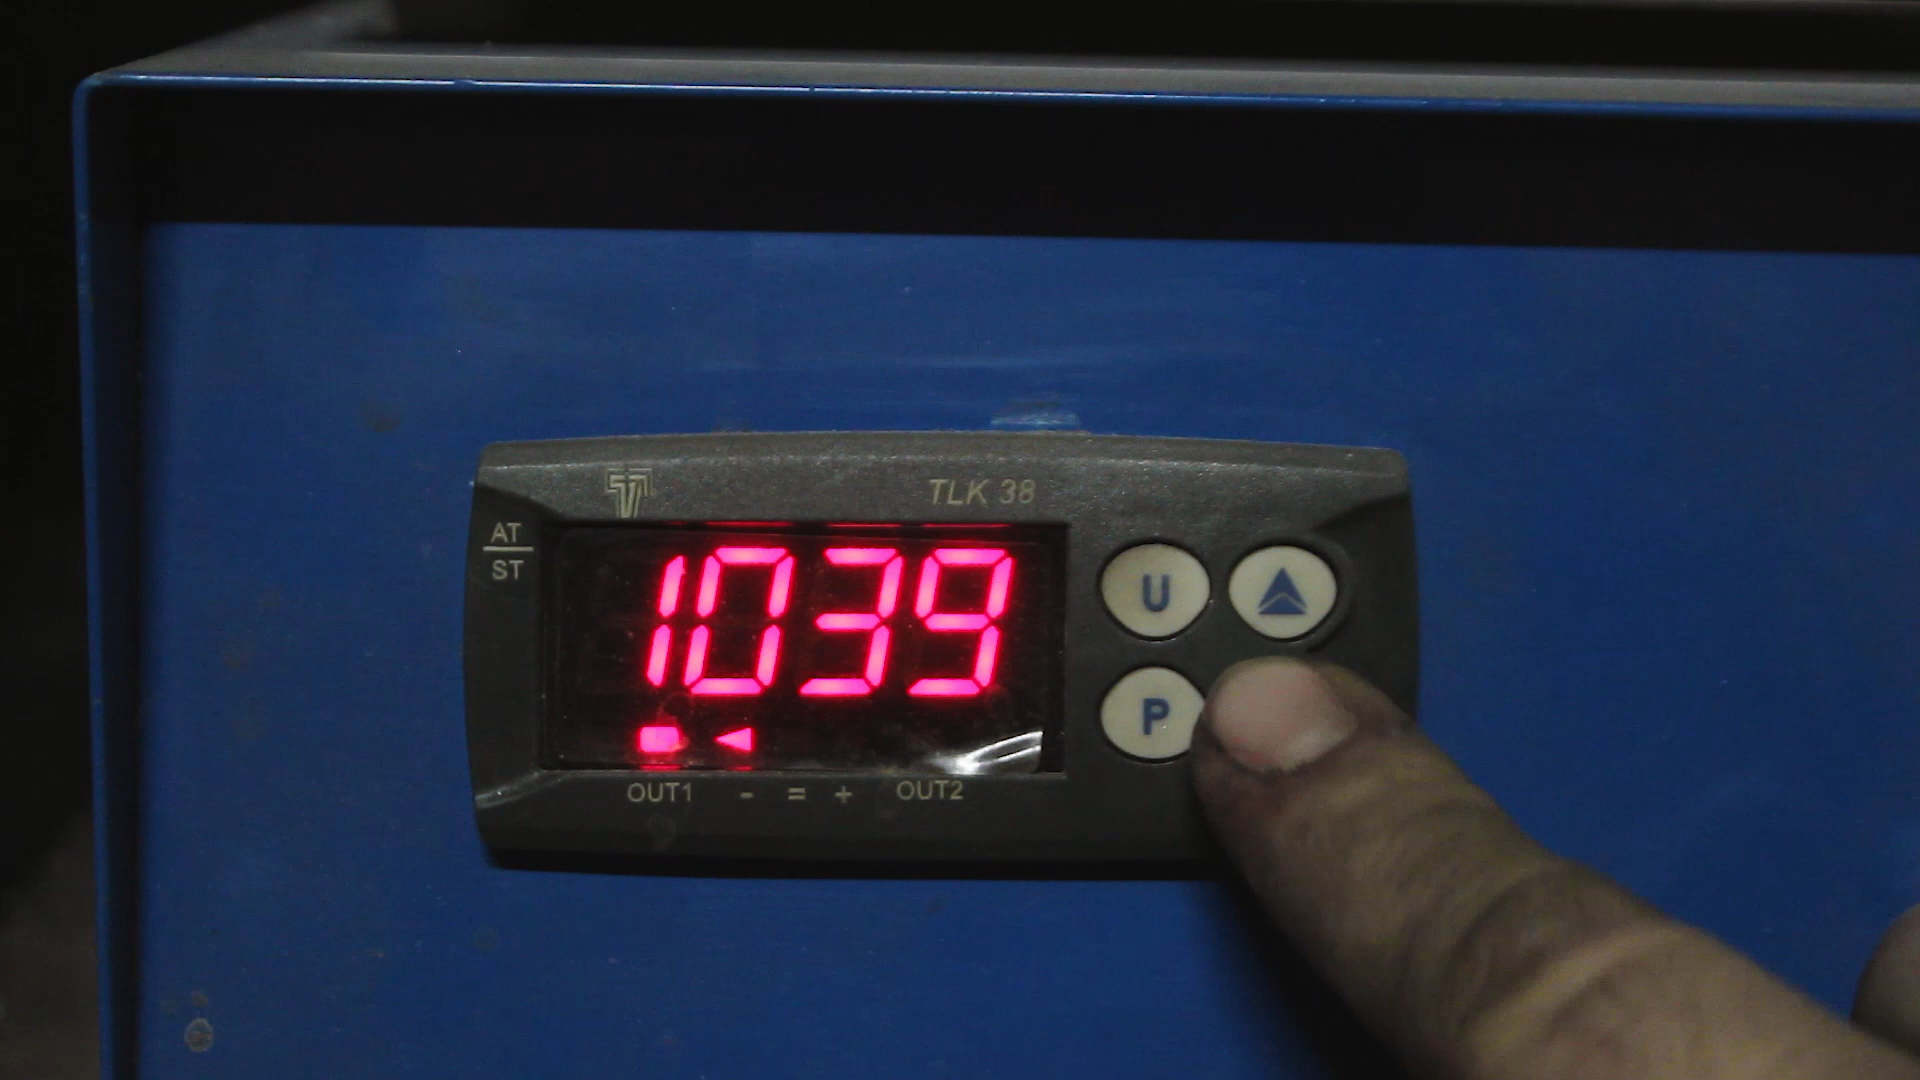 TLK 38
AT
ST
1039
U
P
OUT1 - = + OUT2